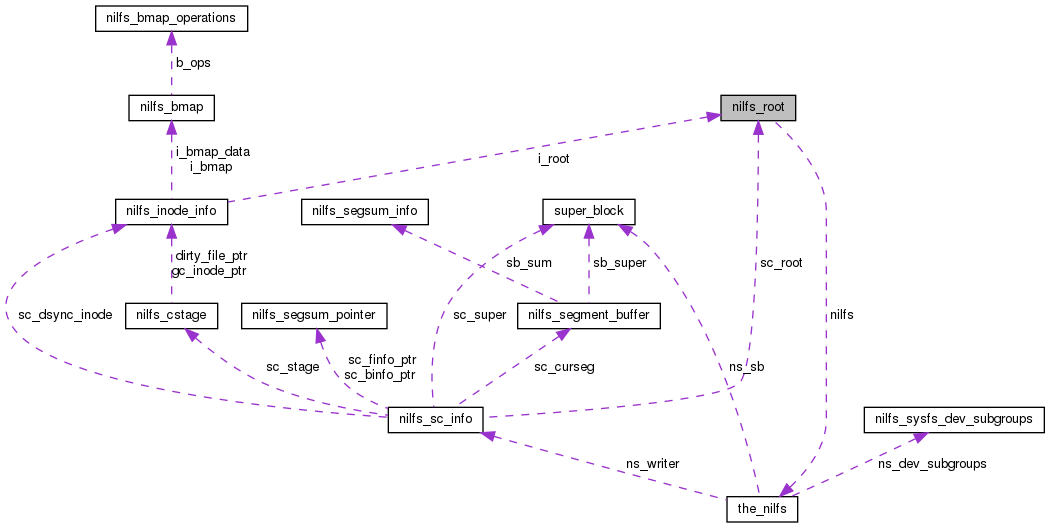 nilfs_bmap_operations
b_ops
nilfs_bmap
nilfs_root
i_bmap_data
i_bmap
i_root
nilfs_inode_info
nilfs_segsum_info
super_block
dirty_file_ptr
gc_inode_ptr
sb_sum
sb_super
sc_root
sc_dsync_inode
nilfs_cstage
nilfs_segsum_pointer
sc_super
nilfs_segment_buffer
nilfs
sc_stage
sc_finfo_ptr
sc_binfo_ptr
sc_curseg
ns_sb
nilfs_sc_info
nilfs_sysfs_dev_subgroups
ns_writer
ns_dev_subgroups
the_nilfs